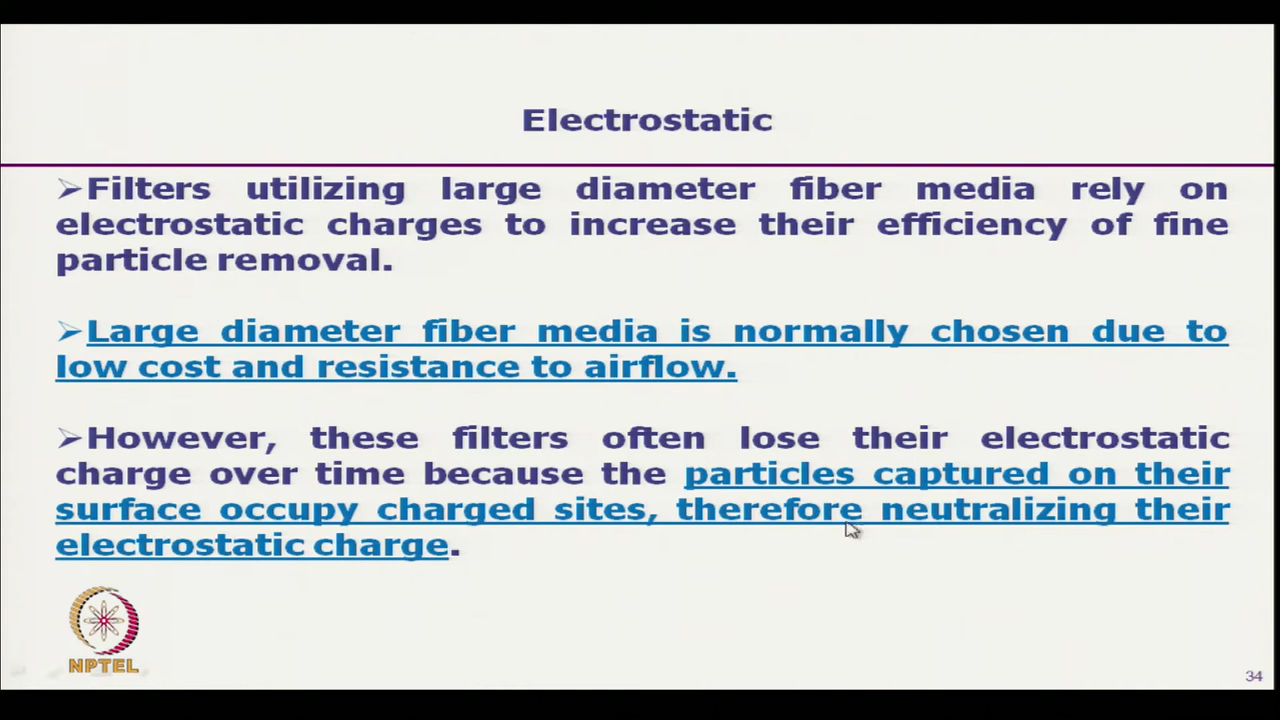 Electrostatic
➢Filters utilizing large diameter fiber media rely on
electrostatic charges to increase their efficiency of fine
particle removal.
➢Large diameter fiber media is normally chosen due to
low cost and resistance to airflow.
➢However, these filters often lose their electrostatic
charge over time because the particles captured on their
surface occupy charged sites, therefore neutralizing their
electrostatic charge.
NPTEL
34